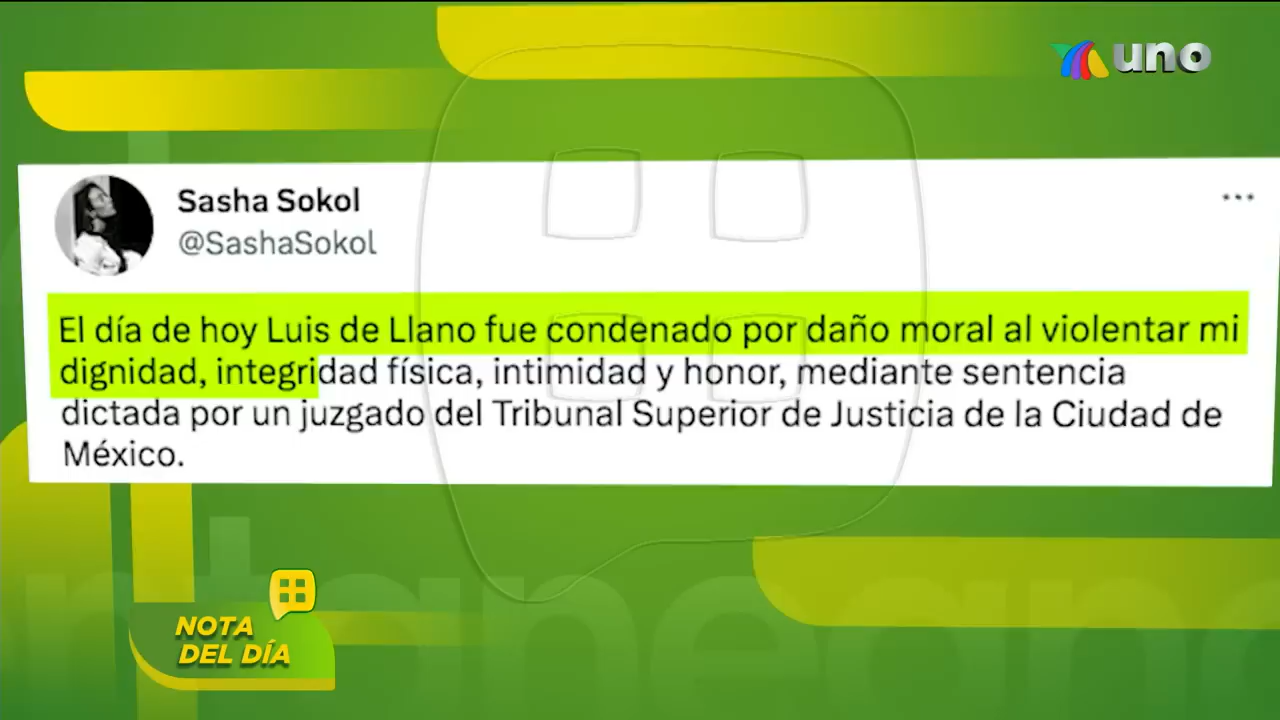 uno
Sasha Sokol
@SashaSokol
El día de hoy Luis de Llano fue condenado por daño moral al violentar mi
dignidad, integridad física, intimidad y honor, mediante sentencia
dictada por un juzgado del Tribunal Superior de Justicia de la Ciudad de
México.
NOTA
DEL DÍA